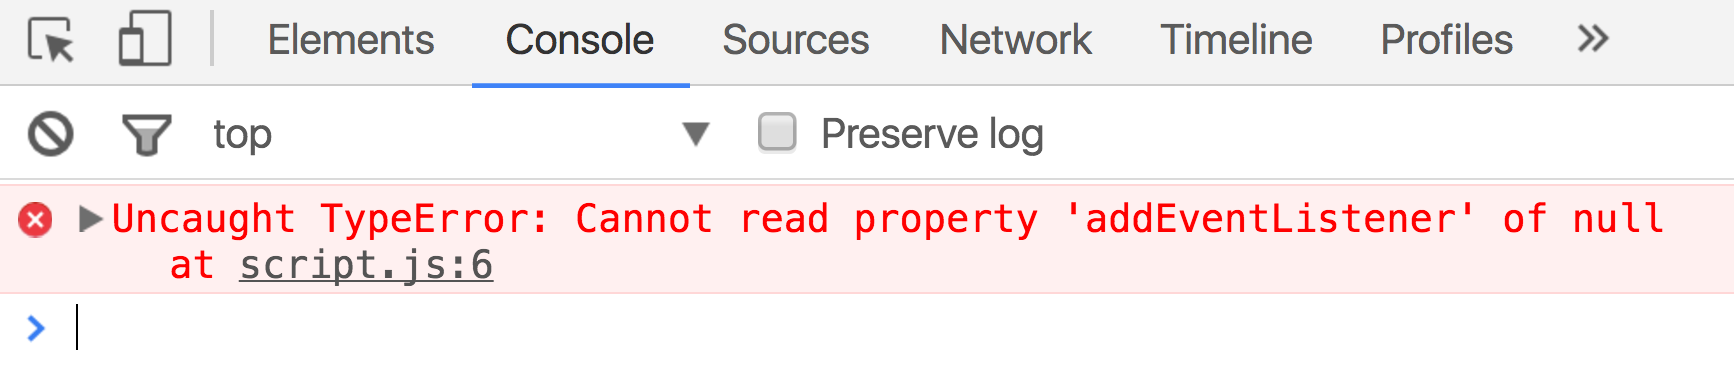 Elements Console Sources Network Timeline Profiles
top Preserve log
Uncaught TypeError: Cannot read property 'addEventListener' of null
at script.js:6